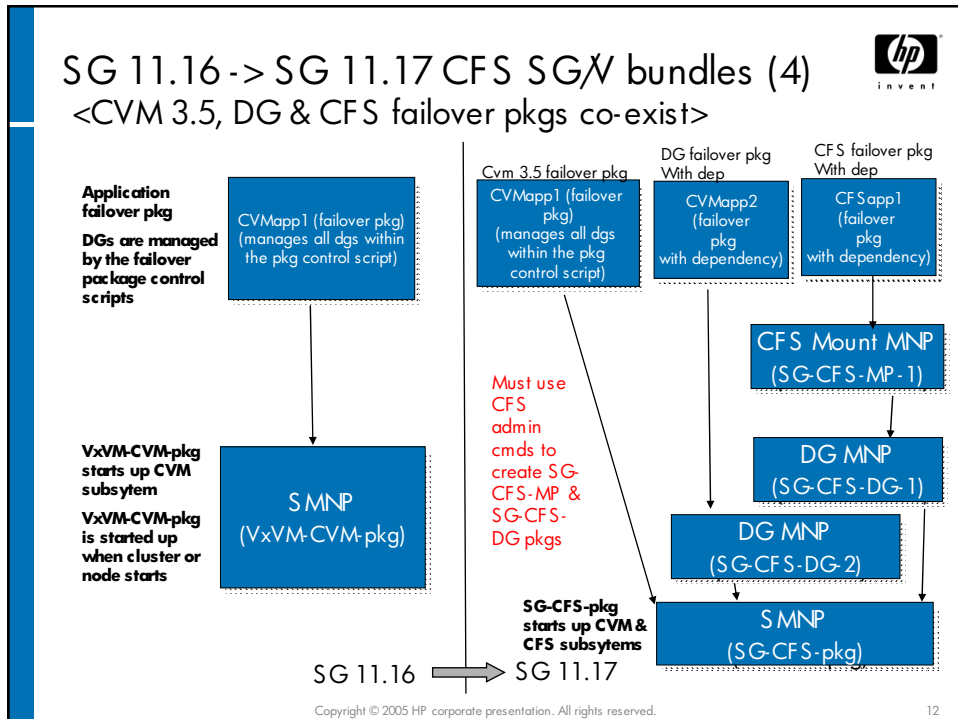 SG 11.16 -> SG 11.17 CFS SG/V bundles (4)
<CVM 3.5, DG & CFS failover pkgs co-exist>
hp
invent
Application
failover pkg
DGs are managed
by the failover
package control
scripts
CVMapp1 (failover pkg)
(manages all dgs within
the pkg control script)
VxVM-CVM-pkg
starts up CVM
subsytem
VxVM-CVM-pkg
is started up
when cluster or
node starts
SMNP
(VxVM-CVM-pkg)
Cvm 3.5 failover pkg
CVMapp1 (failover
pkg)
(manages all dgs
within the pkg
control script)
DG failover pkg
With dep
CVMapp2
(failover
pkg
with dependency)
CFS failover pkg
With dep
CFSapp1
(failover
pkg
with dependency)
CFS Mount MNP
(SG-CFS-MP-1)
Must use
CFS
admin
cmds to
create SG-
CFS-MP &
SG-CFS-
DG pkgs
DG MNP
(SG-CFS-DG-1)
DG MNP
(SG-CFS-DG-2)
SG-CFS-pkg
starts up CVM &
CFS subsytems
SMNP
(SG-CFS-pkg)
SG 11.16
SG 11.17
Copyright © 2005 HP corporate presentation. All rights reserved.
12